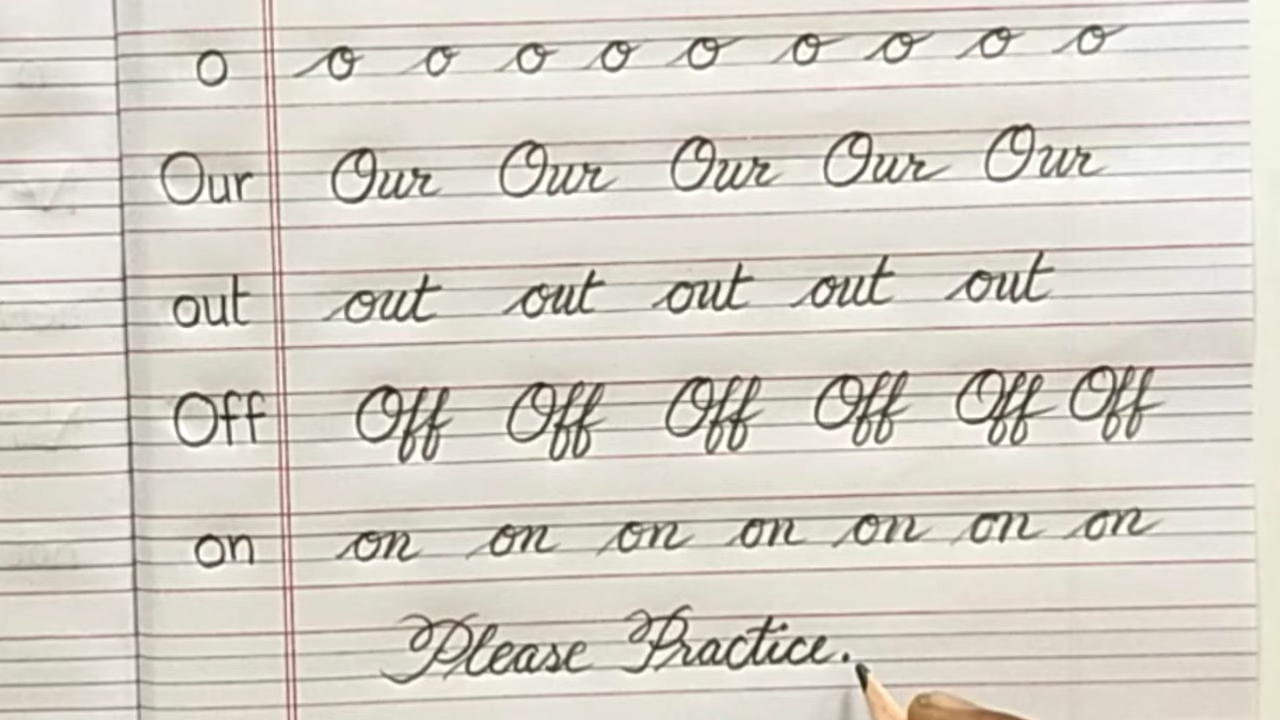 o o o o o o o o o o
Our Our Our Our Our Our
out out out out out out
Off Off Off Off Off Off Off
on on on on on on on on
Please Practice.